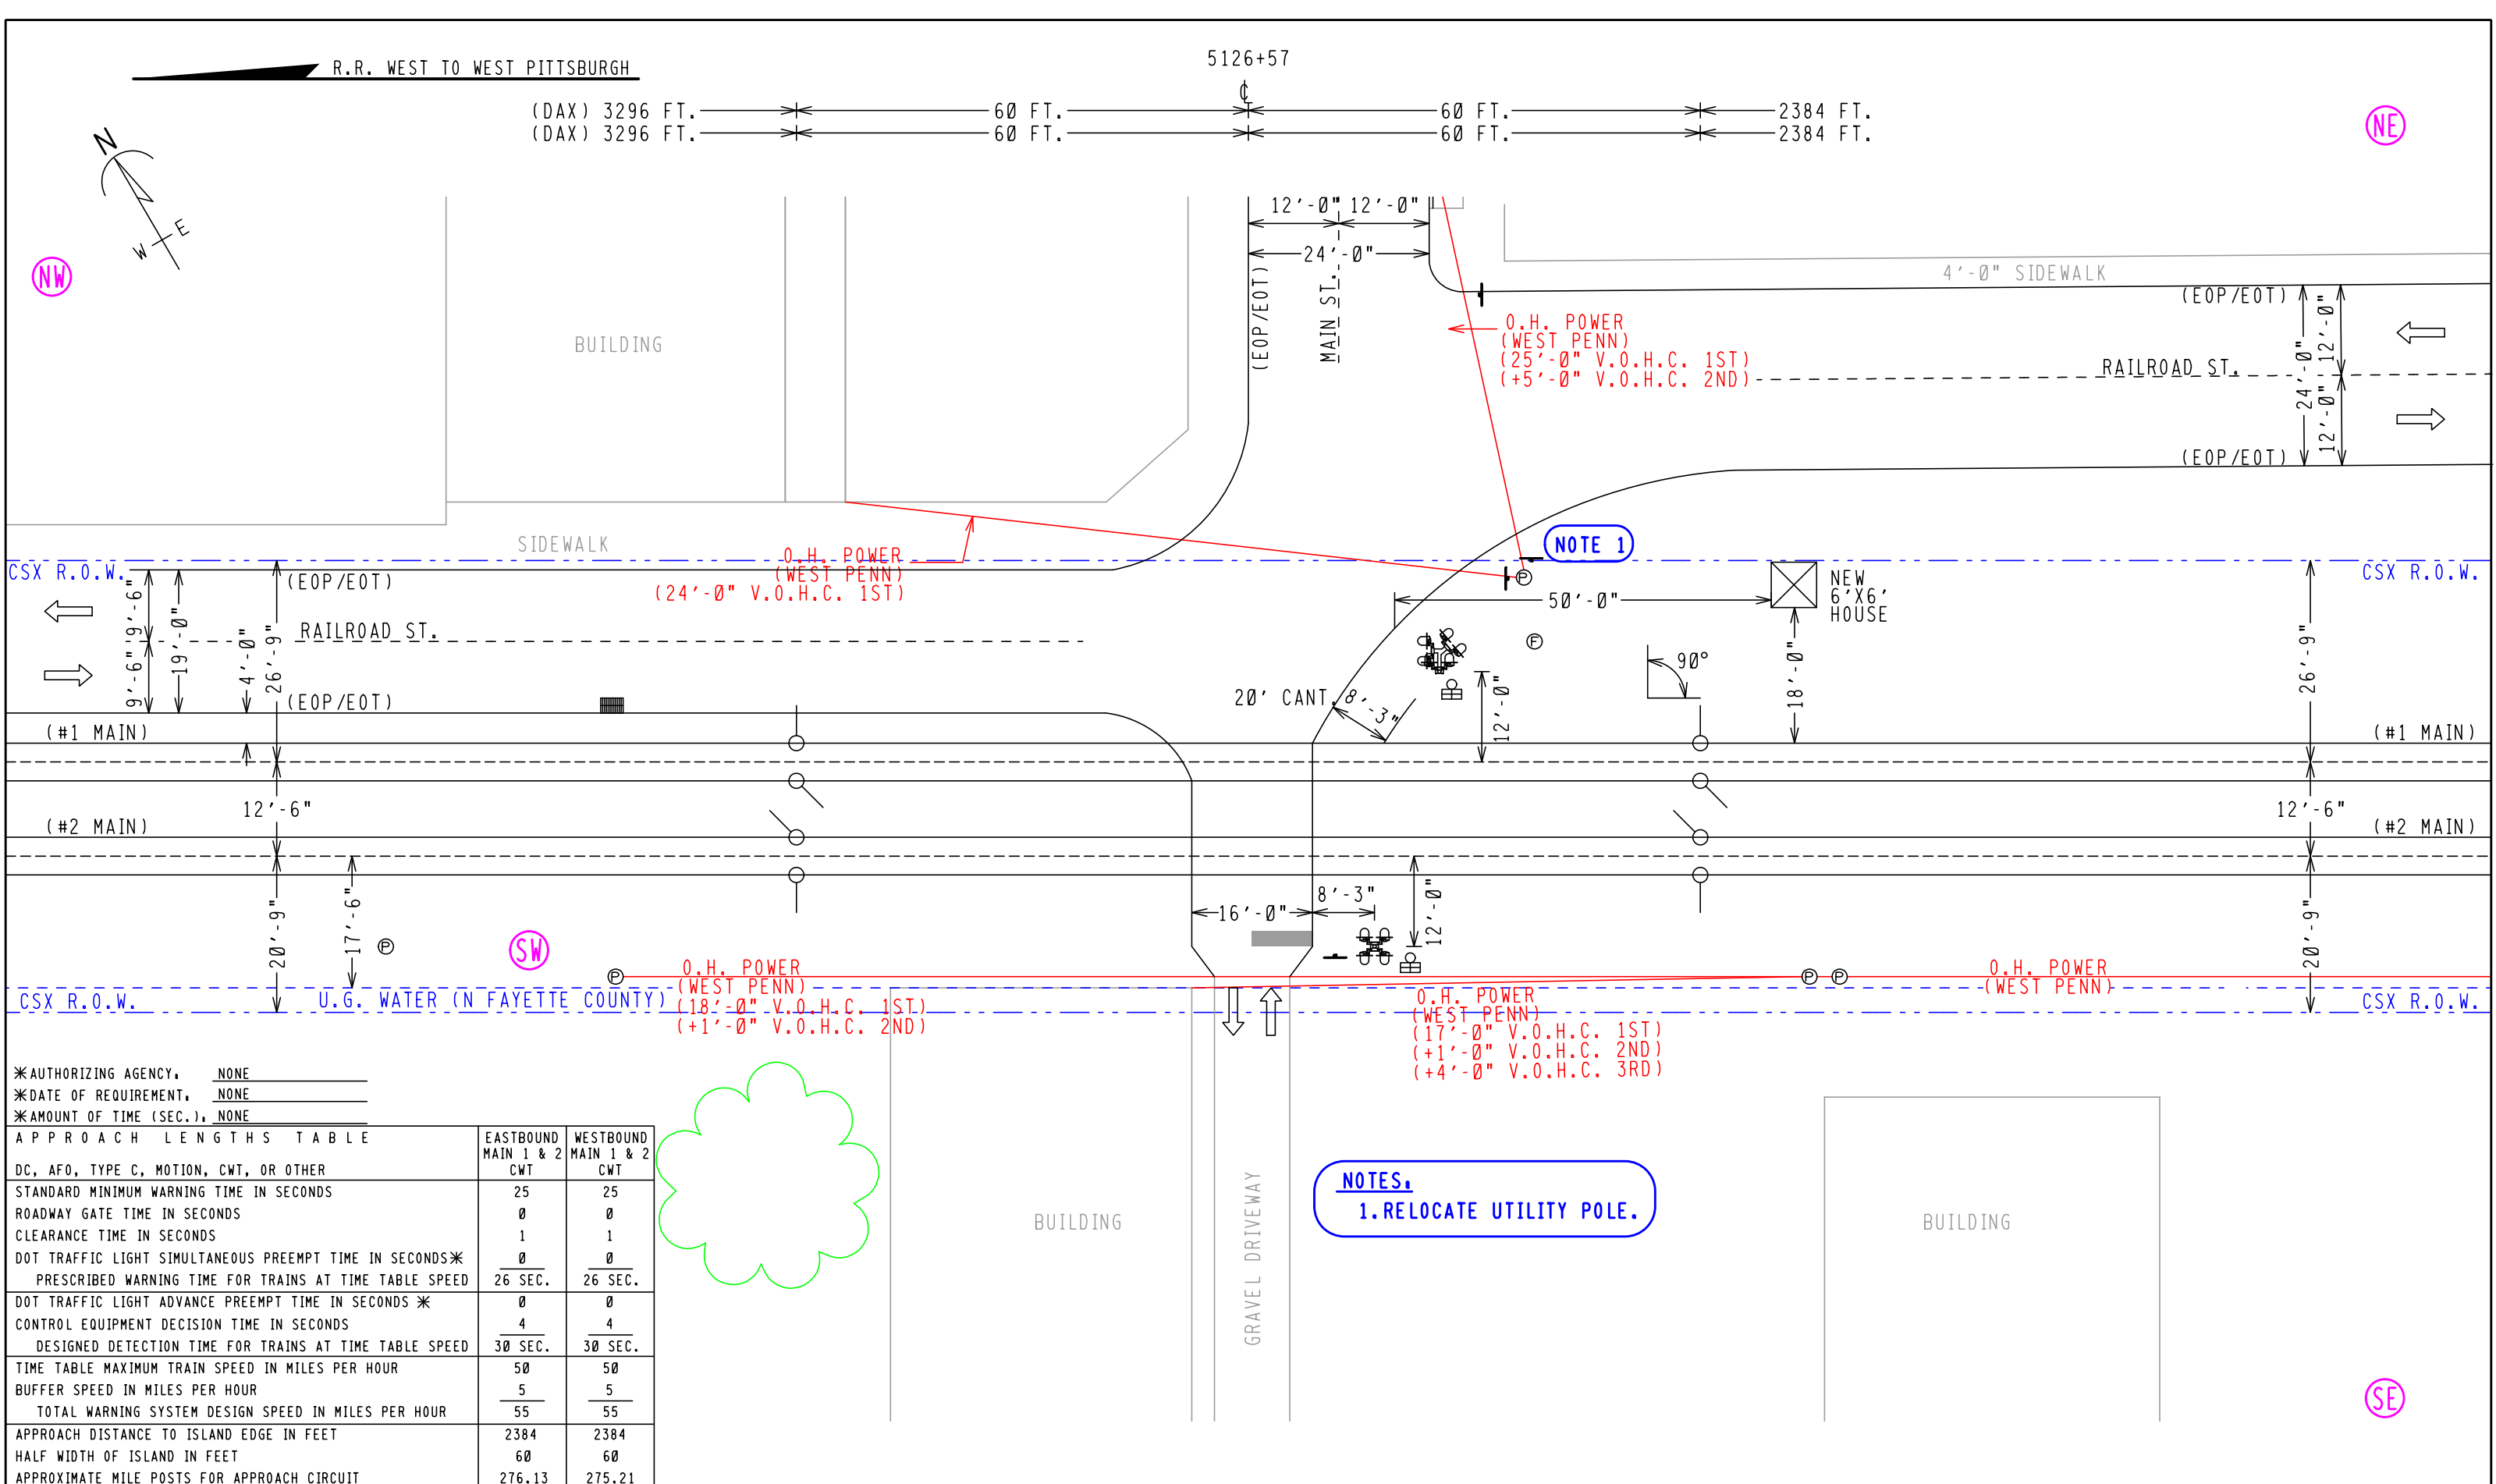 5126+57
R.R. WEST TO WEST PITTSBURGH
℄
(DAX) 3296 FT. 60 FT. 60 FT. 2384 FT.
(DAX) 3296 FT. 60 FT. 60 FT. 2384 FT.
NE
N
W E
NW
12'-0" 12'-0"
24'-0"
(EOP/EOT)
MAIN ST.
4'-0" SIDEWALK
(EOP/EOT)
BUILDING
O.H. POWER
(WEST PENN)
(25'-0" V.O.H.C. 1ST)
(+5'-0" V.O.H.C. 2ND)
RAILROAD ST.
24'-0"
12'-0"
12'-0"
(EOP/EOT)
SIDEWALK
NOTE 1
CSX R.O.W.
(EOP/EOT)
O.H. POWER
(WEST PENN)
(24'-0" V.O.H.C. 1ST)
P
50'-0"
NEW
6'X6'
HOUSE
CSX R.O.W.
9'-6"
9'-6"
19'-0"
4'-0"
26'-9"
RAILROAD ST.
F
90°
18'-0"
26'-9"
(EOP/EOT)
20' CANT.
8'-3"
12'-0"
(#1 MAIN)
(#1 MAIN)
12'-6"
12'-6"
(#2 MAIN)
(#2 MAIN)
20'-9"
17'-6"
P
SW
16'-0"
8'-3"
12'-0"
20'-9"
P
O.H. POWER
(WEST PENN)
(18'-0" V.O.H.C. 1ST)
(+1'-0" V.O.H.C. 2ND)
P P
O.H. POWER
(WEST PENN)
CSX R.O.W.
U.G. WATER (N FAYETTE COUNTY)
O.H. POWER
(WEST PENN)
(17'-0" V.O.H.C. 1ST)
(+1'-0" V.O.H.C. 2ND)
(+4'-0" V.O.H.C. 3RD)
CSX R.O.W.
*AUTHORIZING AGENCY. NONE
*DATE OF REQUIREMENT. NONE
*AMOUNT OF TIME (SEC.). NONE
APPROACH LENGTHS TABLE EASTBOUND WESTBOUND
MAIN 1 & 2 MAIN 1 & 2
DC, AFO, TYPE C, MOTION, CWT, OR OTHER CWT CWT
STANDARD MINIMUM WARNING TIME IN SECONDS 25 25
ROADWAY GATE TIME IN SECONDS 0 0
CLEARANCE TIME IN SECONDS 1 1
DOT TRAFFIC LIGHT SIMULTANEOUS PREEMPT TIME IN SECONDS* 0 0
PRESCRIBED WARNING TIME FOR TRAINS AT TIME TABLE SPEED 26 SEC. 26 SEC.
DOT TRAFFIC LIGHT ADVANCE PREEMPT TIME IN SECONDS * 0 0
CONTROL EQUIPMENT DECISION TIME IN SECONDS 4 4
DESIGNED DETECTION TIME FOR TRAINS AT TIME TABLE SPEED 30 SEC. 30 SEC.
TIME TABLE MAXIMUM TRAIN SPEED IN MILES PER HOUR 50 50
BUFFER SPEED IN MILES PER HOUR 5 5
TOTAL WARNING SYSTEM DESIGN SPEED IN MILES PER HOUR 55 55
APPROACH DISTANCE TO ISLAND EDGE IN FEET 2384 2384
HALF WIDTH OF ISLAND IN FEET 60 60
APPROXIMATE MILE POSTS FOR APPROACH CIRCUIT 276.13 275.21
BUILDING
GRAVEL DRIVEWAY
NOTES.
1. RELOCATE UTILITY POLE.
BUILDING
SE